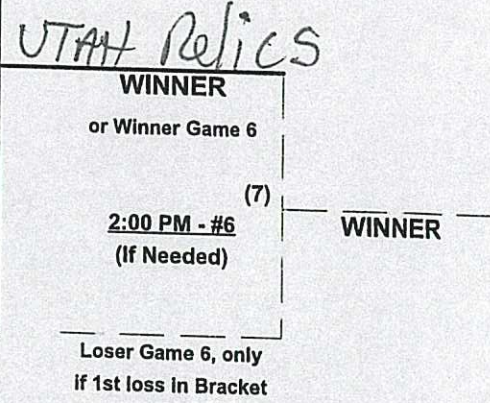 UTAH Relics
WINNER
or Winner Game 6
(7)
2:00 PM - #6
WINNER
(If Needed)
Loser Game 6, only
if 1st loss in Bracket